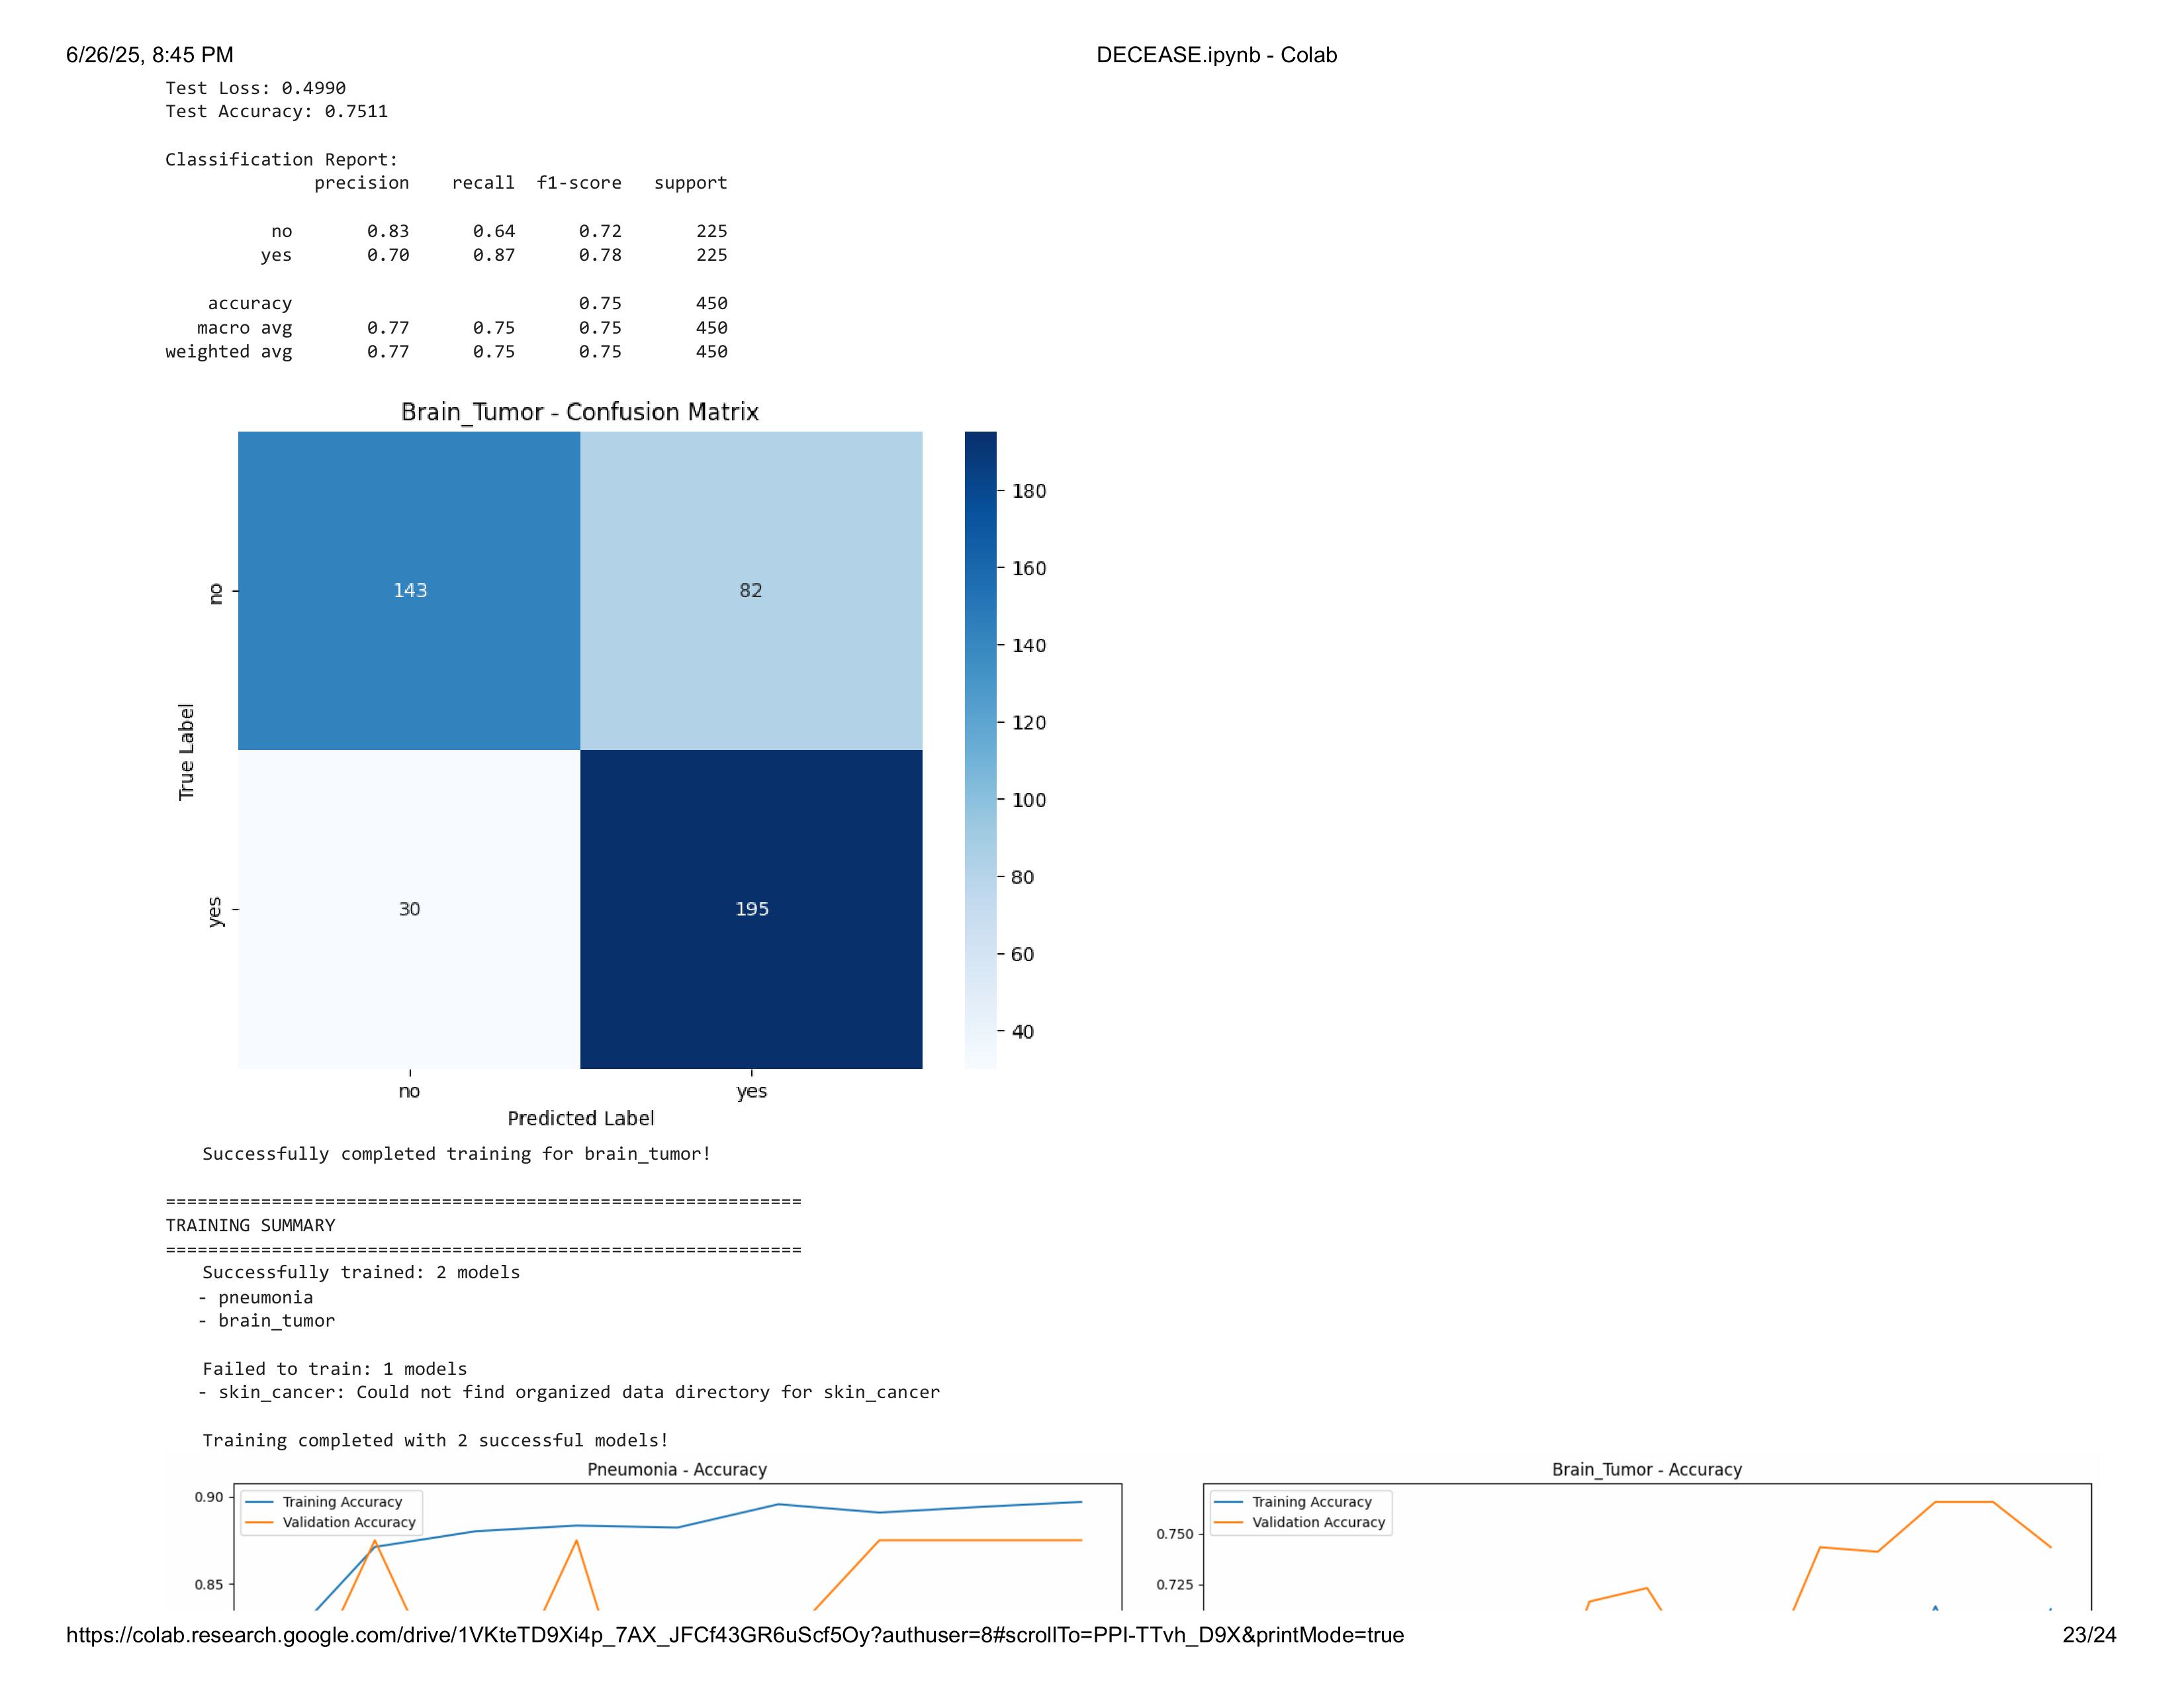 6/26/25, 8:45 PM DECEASE.ipynb - Colab
Test Loss: 0.4990
Test Accuracy: 0.7511
Classification Report:
precision recall f1-score support
no 0.83 0.64 0.72 225
yes 0.70 0.87 0.78 225
accuracy 0.75 450
macro avg 0.77 0.75 0.75 450
weighted avg 0.77 0.75 0.75 450
Brain_Tumor - Confusion Matrix
180
160
140
120
100
80
60
40
143 82
30 195
no
yes
True Label
no yes
Predicted Label
Successfully completed training for brain_tumor!
============================================================
TRAINING SUMMARY
============================================================
Successfully trained: 2 models
- pneumonia
- brain_tumor
Failed to train: 1 models
- skin_cancer: Could not find organized data directory for skin_cancer
Training completed with 2 successful models!
Pneumonia - Accuracy
0.90
0.85
Training Accuracy
Validation Accuracy
Brain_Tumor - Accuracy
0.750
0.725
Training Accuracy
Validation Accuracy
https://colab.research.google.com/drive/1VKteTD9Xi4p_7AX_JFCf43GR6uScf5Oy?authuser=8#scrollTo=PPI-TTvh_D9X&printMode=true 23/24